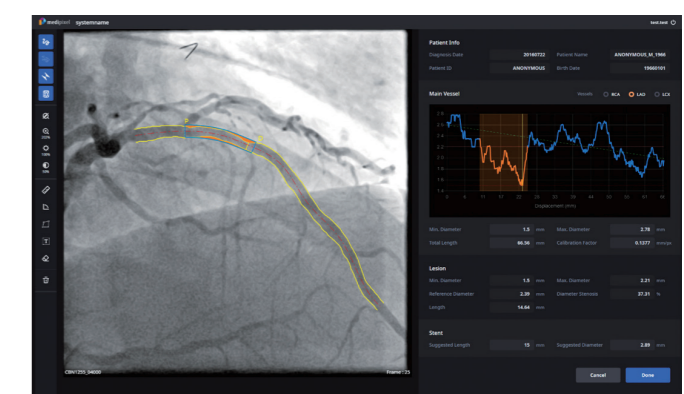 medipixel systemname test.test
Patient Info
Diagnosis Date 20160722 Patient Name ANONYMOUS_M_1966
Patient ID ANONYMOUS Birth Date 19660101
Main Vessel Vessels RCA LAD LCX
Displacement (mm)
Min. Diameter 1.5 mm Max. Diameter 2.78 mm
Total Length 66.56 mm Calibration Factor 0.1377 mm/px
Lesion
Min. Diameter 1.5 mm Max. Diameter 2.21 mm
Reference Diameter 2.39 mm Diameter Stenosis 37.31 %
Length 14.64 mm
Stent
Suggested Length 15 mm Suggested Diameter 2.89 mm
Cancel Done
Frame : 25